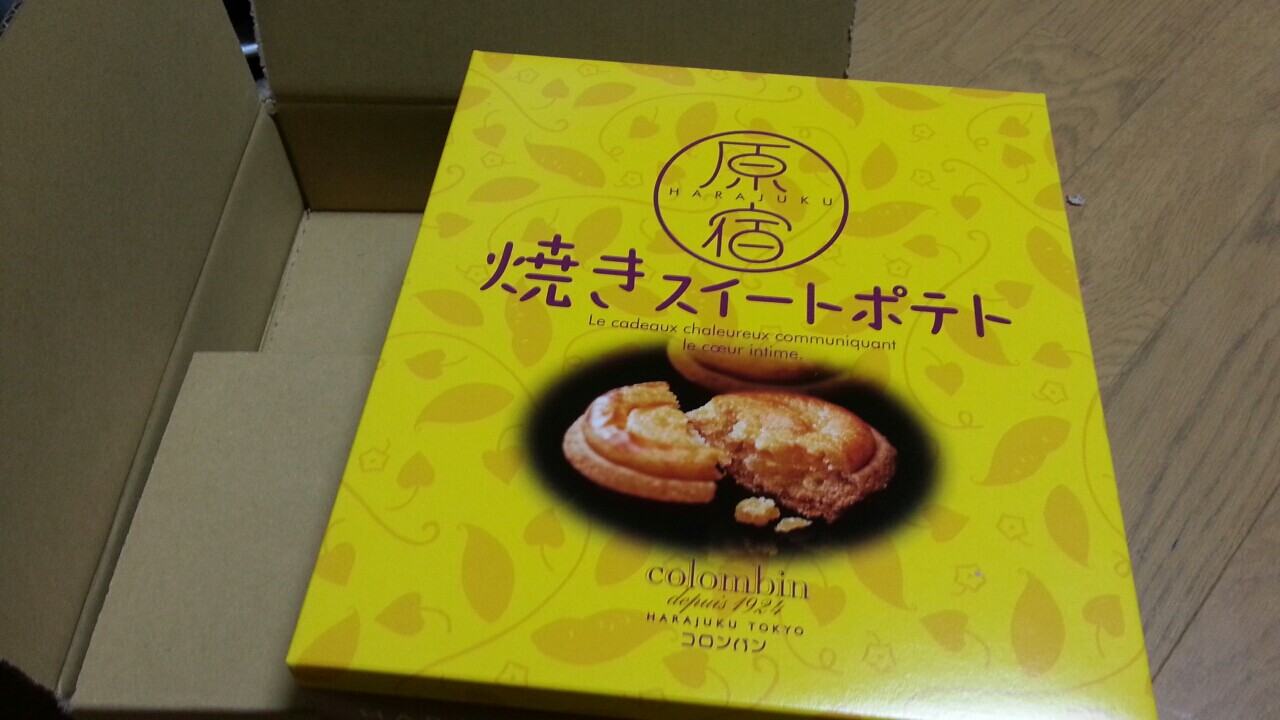 原
HARAJUKU
宿
焼きスイートポテト
Le cadeaux chaleureux communiquant
le cœur intime.
colombin
depuis 1924
HARAJUKU TOKYO
コロンバン